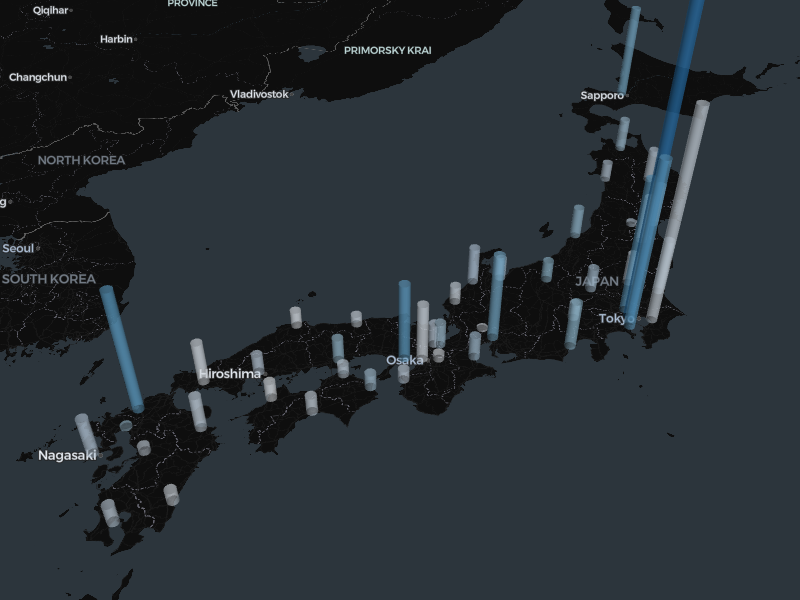 PROVINCE
Qiqihar
Harbin
PRIMORSKY KRAI
Changchun
Vladivostok
Sapporo
NORTH KOREA
g
Seoul
SOUTH KOREA
JAPAN
Tokyo
Osaka
Hiroshima
Nagasaki